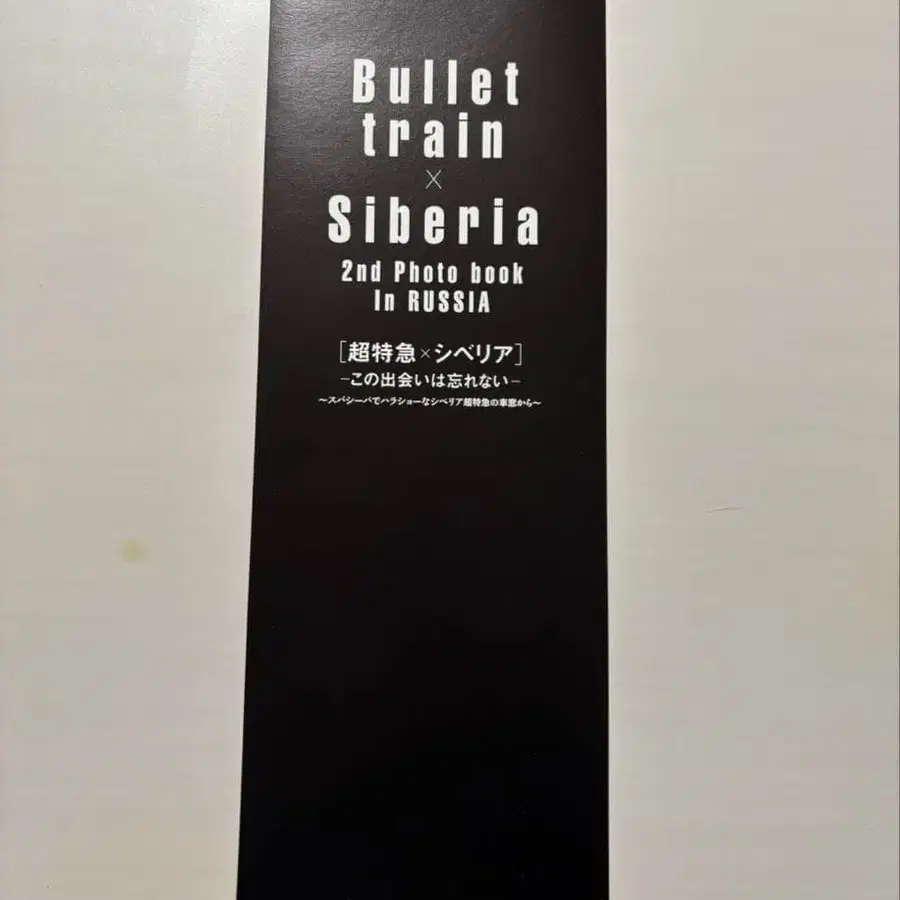 Bullet
train
×
Siberia
2nd Photo book
In RUSSIA
［超特急×シベリア］
−この出会いは忘れない−
〜スパシーバでハラショーなシベリア超特急の車窓から〜